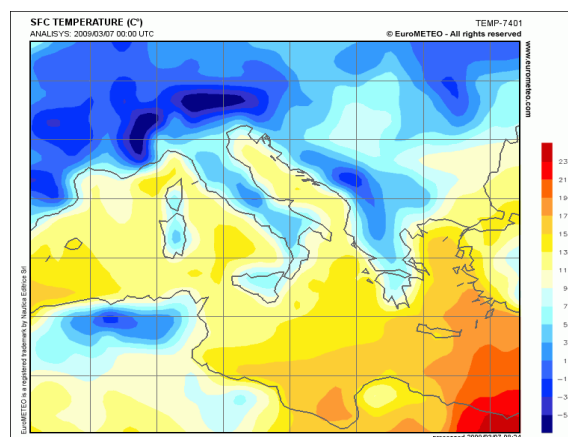 SFC TEMPERATURE (C°)
TEMP-7401
ANALISYS: 2009/03/07 00:00 UTC
© EuroMETEO - All rights reserved
www.eurometeo.com
EuroMETEO is a registered trademark by Nautica Editrice Srl
23
21
19
17
15
13
11
9
7
5
3
1
-1
-3
-5